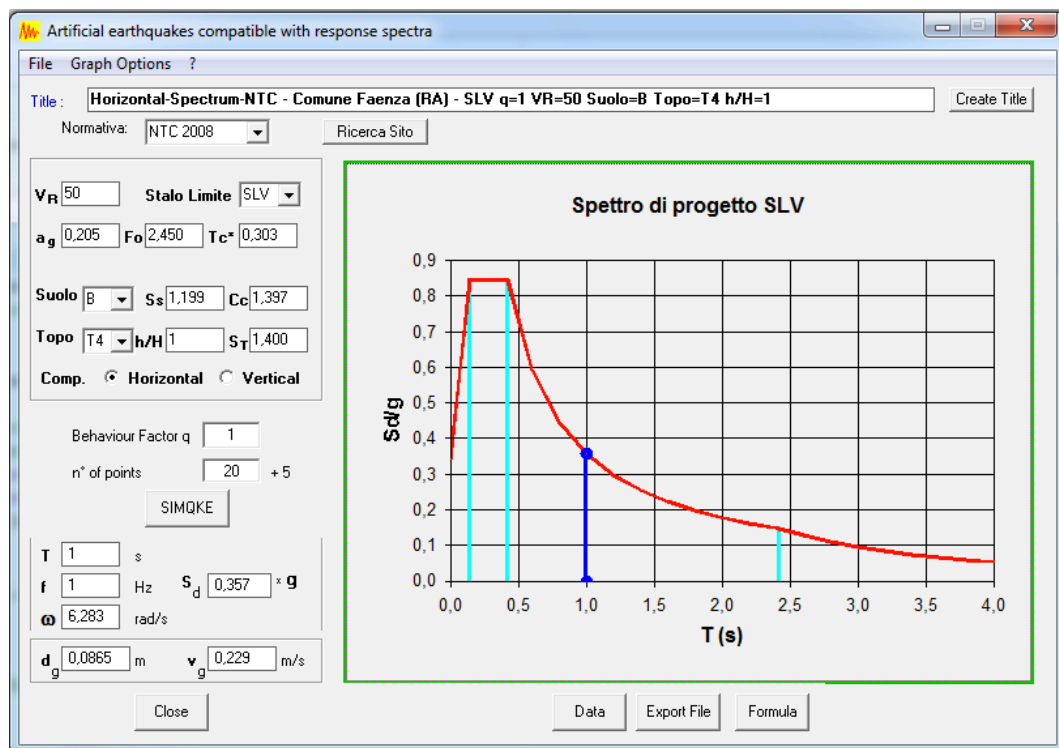 Artificial earthquakes compatible with response spectra
File Graph Options ?
Title : Horizontal-Spectrum-NTC - Comune Faenza (RA) - SLV q=1 VR=50 Suolo=B Topo=T4 h/H=1 Create Title
Normativa: NTC 2008 Ricerca Sito
VR 50 Stalo Limite SLV
ag 0,205 Fo 2,450 Tc* 0,303
Suolo B Ss 1,199 Cc 1,397
Topo T4 h/H 1 ST 1,400
Comp. Horizontal Vertical
Behaviour Factor q 1
n° of points 20 + 5
SIMQKE
T 1 s
f 1 Hz Sd 0,357 x g
ω 6,283 rad/s
dg 0,0865 m vg 0,229 m/s
Close
Spettro di progetto SLV
Sd/g
0,9
0,8
0,7
0,6
0,5
0,4
0,3
0,2
0,1
0,0
0,0 0,5 1,0 1,5 2,0 2,5 3,0 3,5 4,0
T (s)
Data Export File Formula